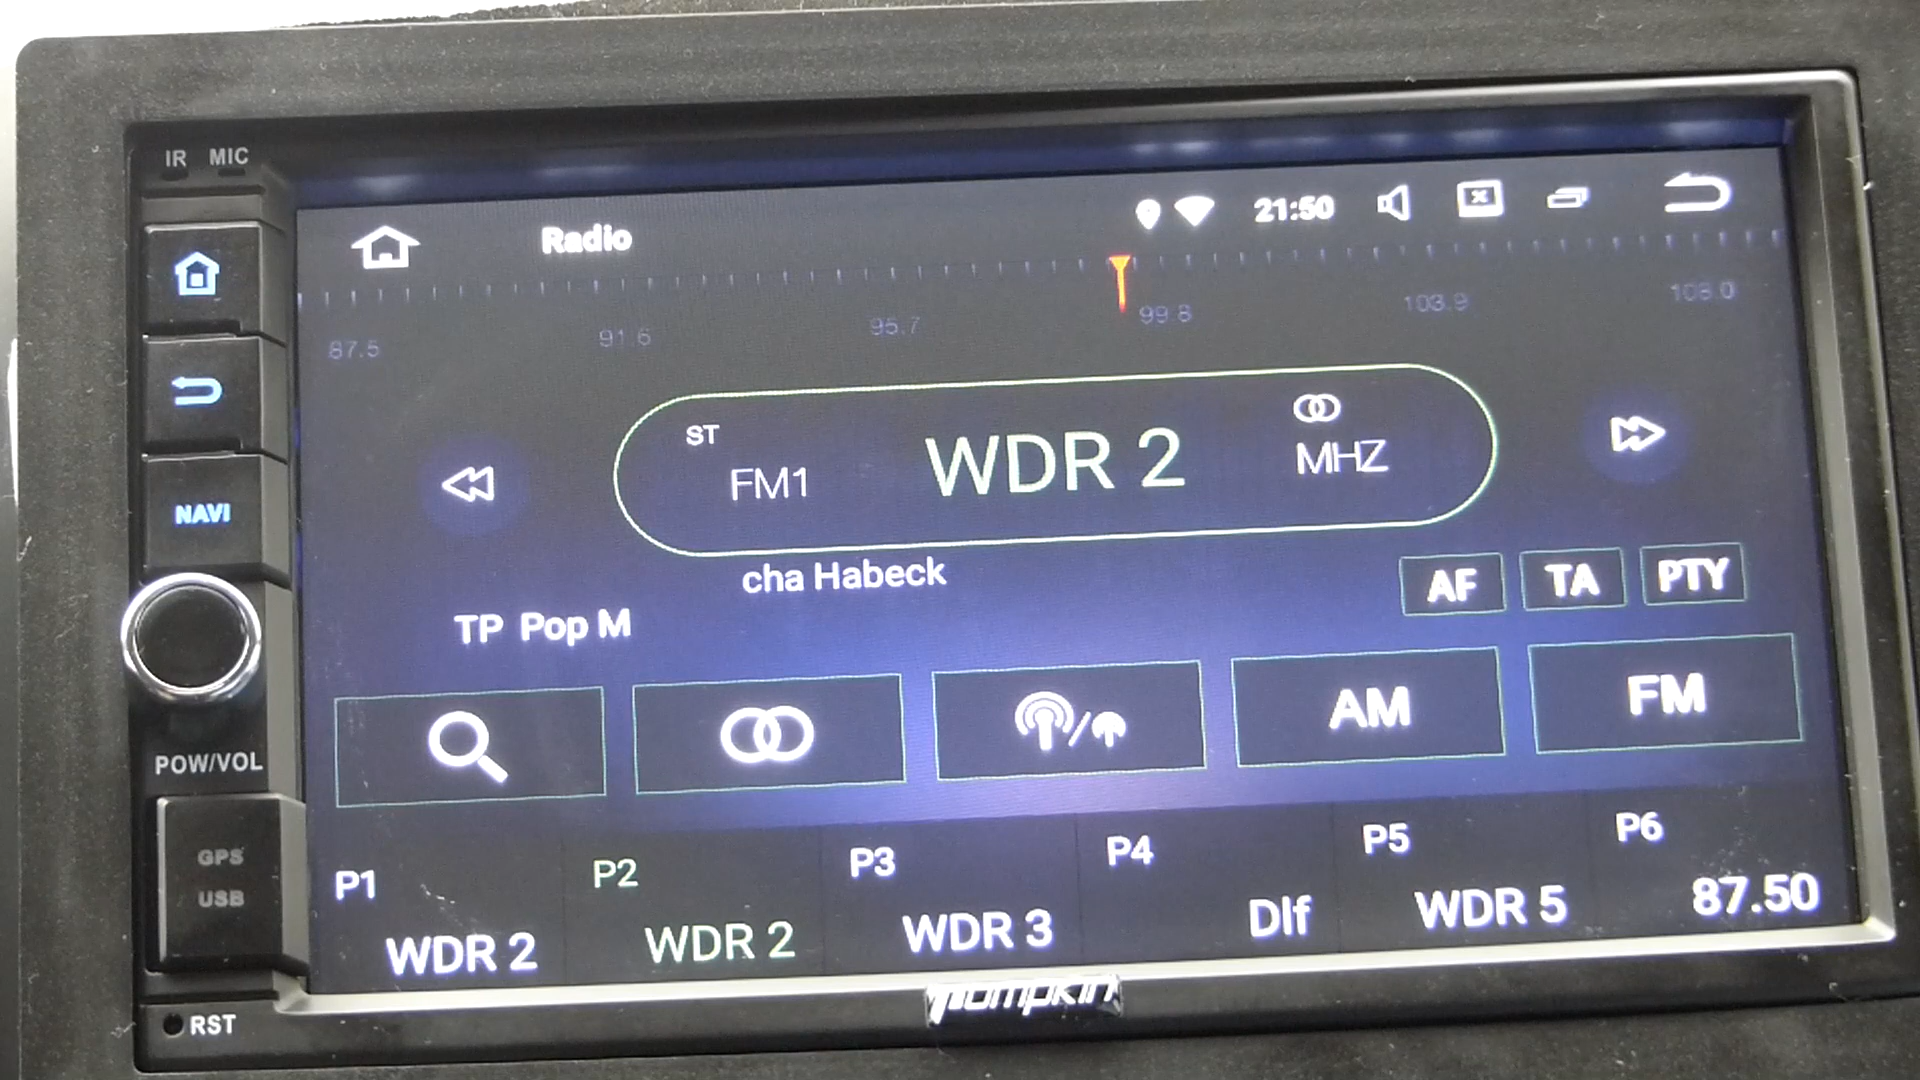 IR MIC
Radio
21:50
87.5 91.6 95.7 99.8 103.9 108.0
ST
FM1 WDR 2 MHZ
NAVI
cha Habeck
AF TA PTY
TP Pop M
AM FM
POW/VOL
P1 P2 P3 P4 P5 P6
WDR 2 WDR 2 WDR 3 Dlf WDR 5 87.50
GPS
USB
RST
Pumpkin